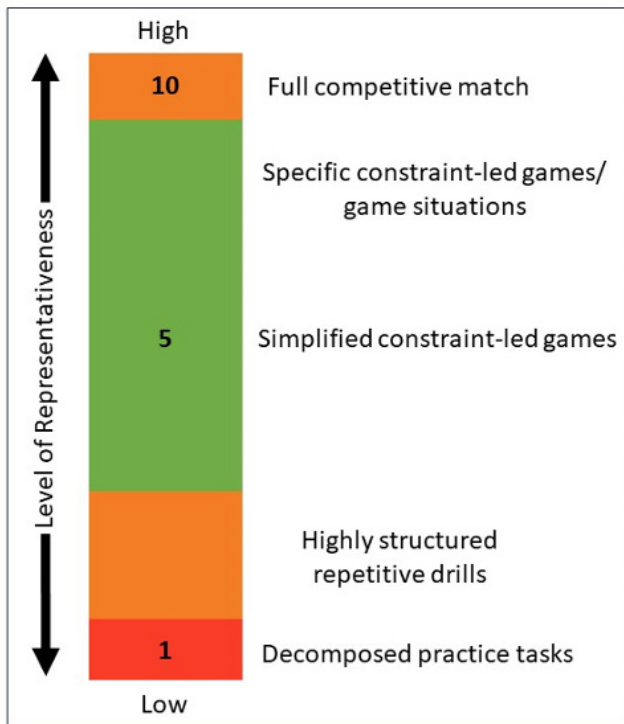 High
10
Full competitive match
Specific constraint-led games/
game situations
Level of Representativeness
5
Simplified constraint-led games
Highly structured
repetitive drills
1
Decomposed practice tasks
Low